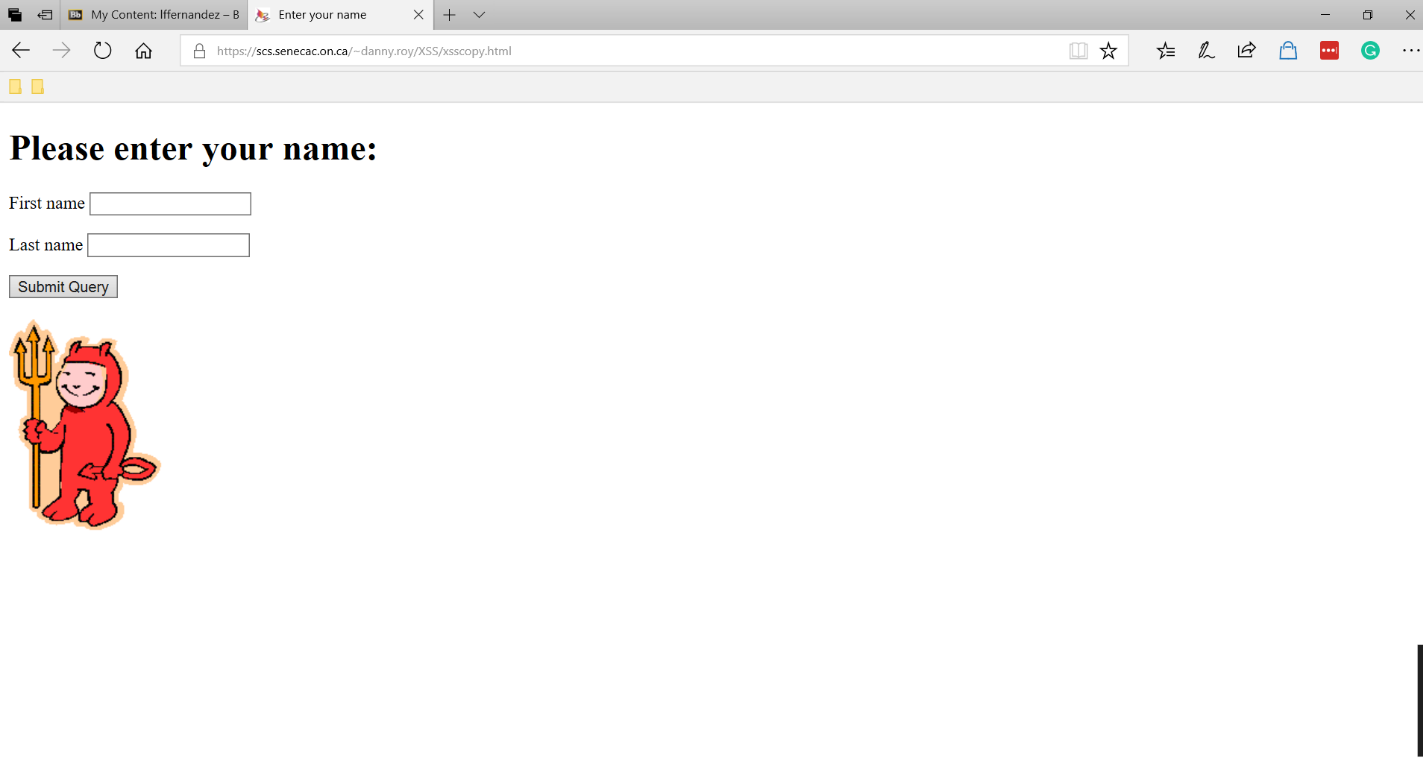 Bb My Content: lffernandez – B
Enter your name
https://scs.senecac.on.ca/~danny.roy/XSS/xsscopy.html
Please enter your name:
First name
Last name
Submit Query